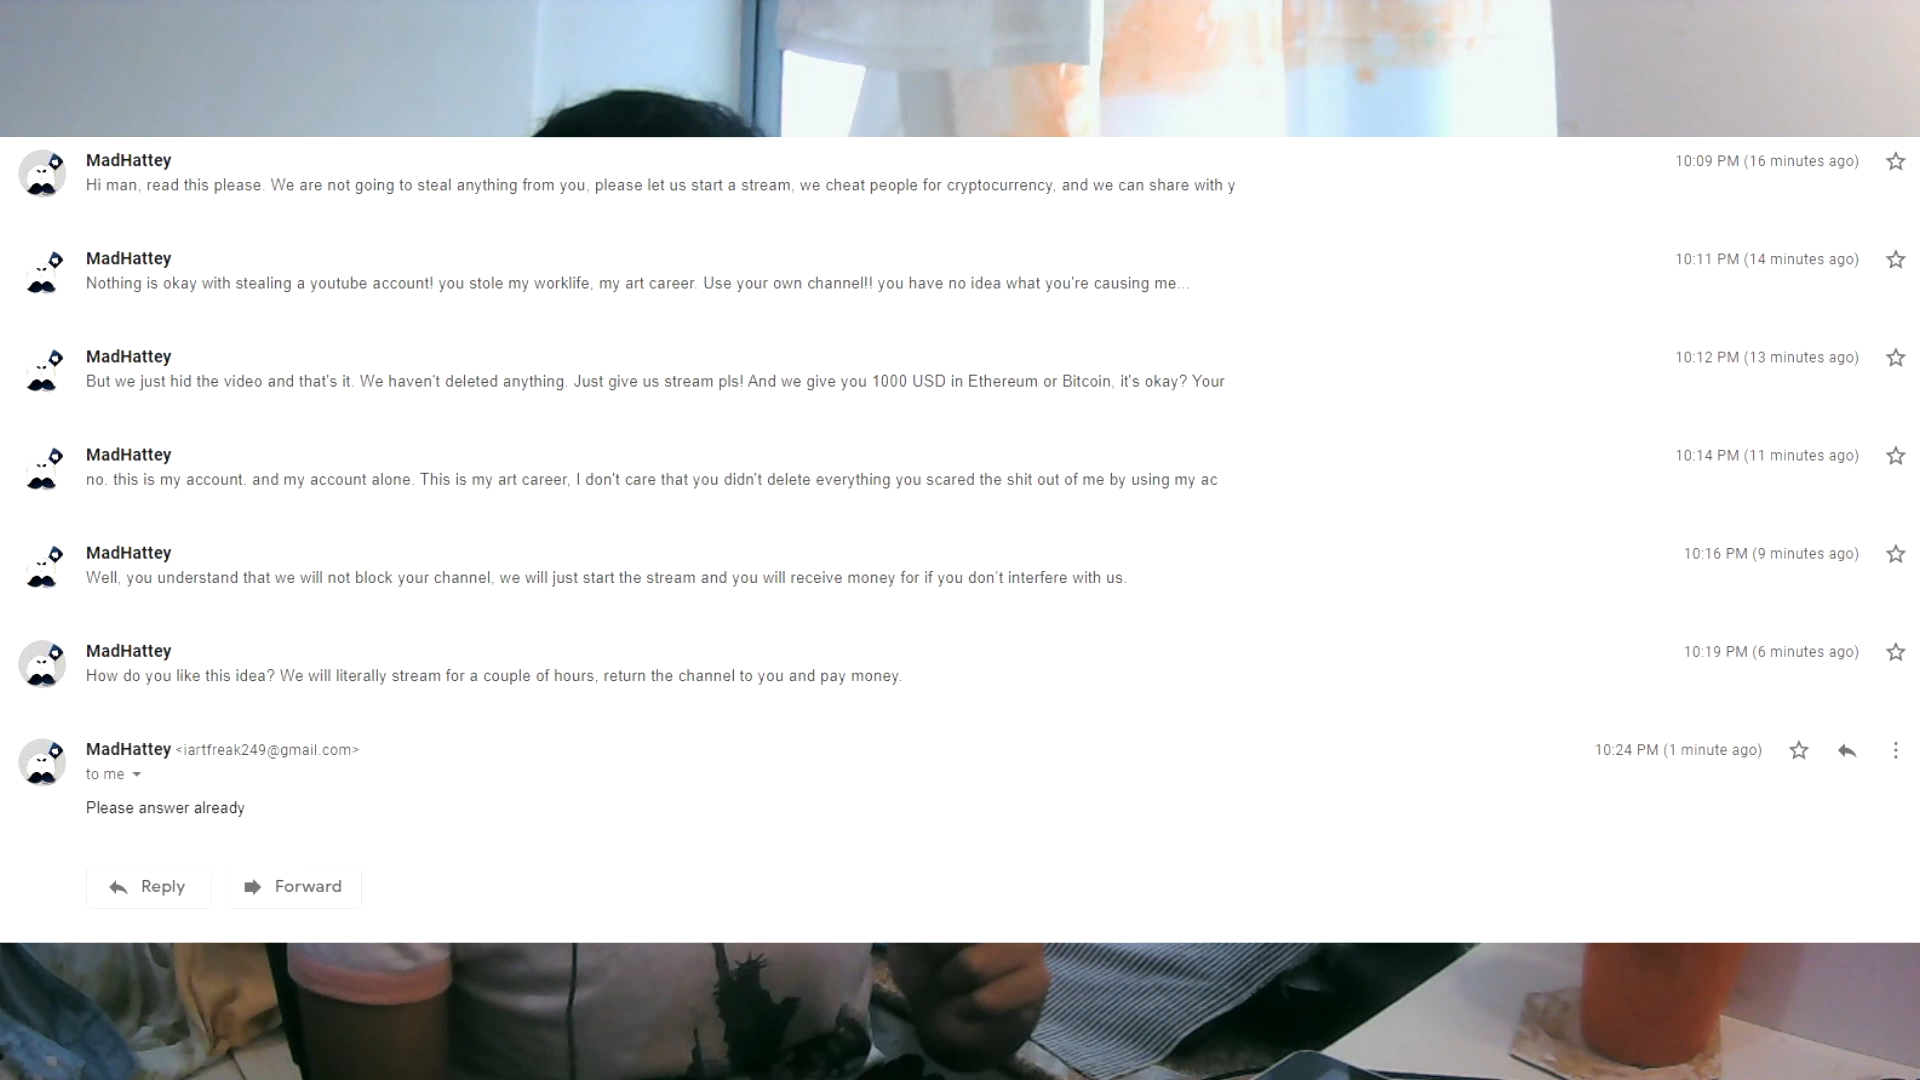 MadHattey 10:09 PM (16 minutes ago)
Hi man, read this please. We are not going to steal anything from you, please let us start a stream, we cheat people for cryptocurrency, and we can share with y
MadHattey 10:11 PM (14 minutes ago)
Nothing is okay with stealing a youtube account! you stole my worklife, my art career. Use your own channel!! you have no idea what you're causing me...
MadHattey 10:12 PM (13 minutes ago)
But we just hid the video and that's it. We haven't deleted anything. Just give us stream pls! And we give you 1000 USD in Ethereum or Bitcoin, it's okay? Your
MadHattey 10:14 PM (11 minutes ago)
no. this is my account. and my account alone. This is my art career, I don't care that you didn't delete everything you scared the shit out of me by using my ac
MadHattey 10:16 PM (9 minutes ago)
Well, you understand that we will not block your channel, we will just start the stream and you will receive money for if you don't interfere with us.
MadHattey 10:19 PM (6 minutes ago)
How do you like this idea? We will literally stream for a couple of hours, return the channel to you and pay money.
MadHattey <iartfreak249@gmail.com> 10:24 PM (1 minute ago)
to me
Please answer already
Reply Forward